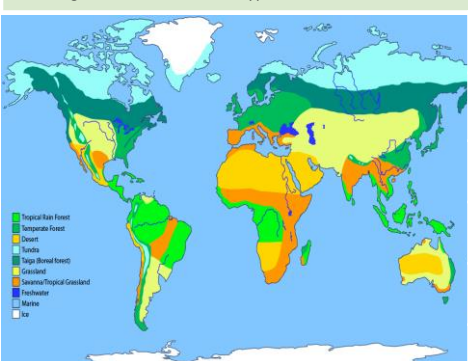 Tropical Rain Forest
Temperate Forest
Desert
Tundra
Taiga (Boreal forest)
Grassland
Savanna/Tropical Grassland
Freshwater
Marine
Ice